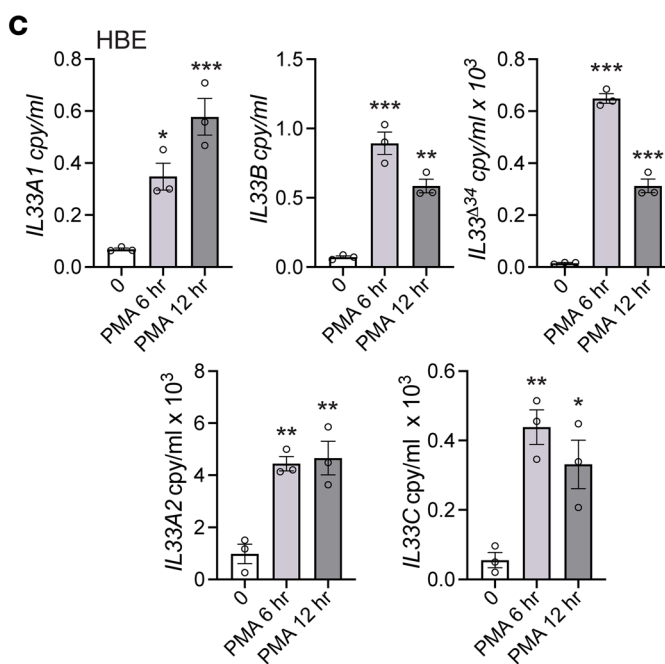 c
HBE
IL33A1 cpy/ml
0.8
0.6
0.4
0.2
0.0
*
***
0
PMA 6 hr
PMA 12 hr
IL33B cpy/ml
1.5
1.0
0.5
0.0
***
**
0
PMA 6 hr
PMA 12 hr
IL33Δ34 cpy/ml x 10³
0.8
0.6
0.4
0.2
0.0
***
***
0
PMA 6 hr
PMA 12 hr
IL33A2 cpy/ml x 10³
8
6
4
2
0
**
**
0
PMA 6 hr
PMA 12 hr
IL33C cpy/ml x 10³
0.6
0.4
0.2
0.0
**
*
0
PMA 6 hr
PMA 12 hr